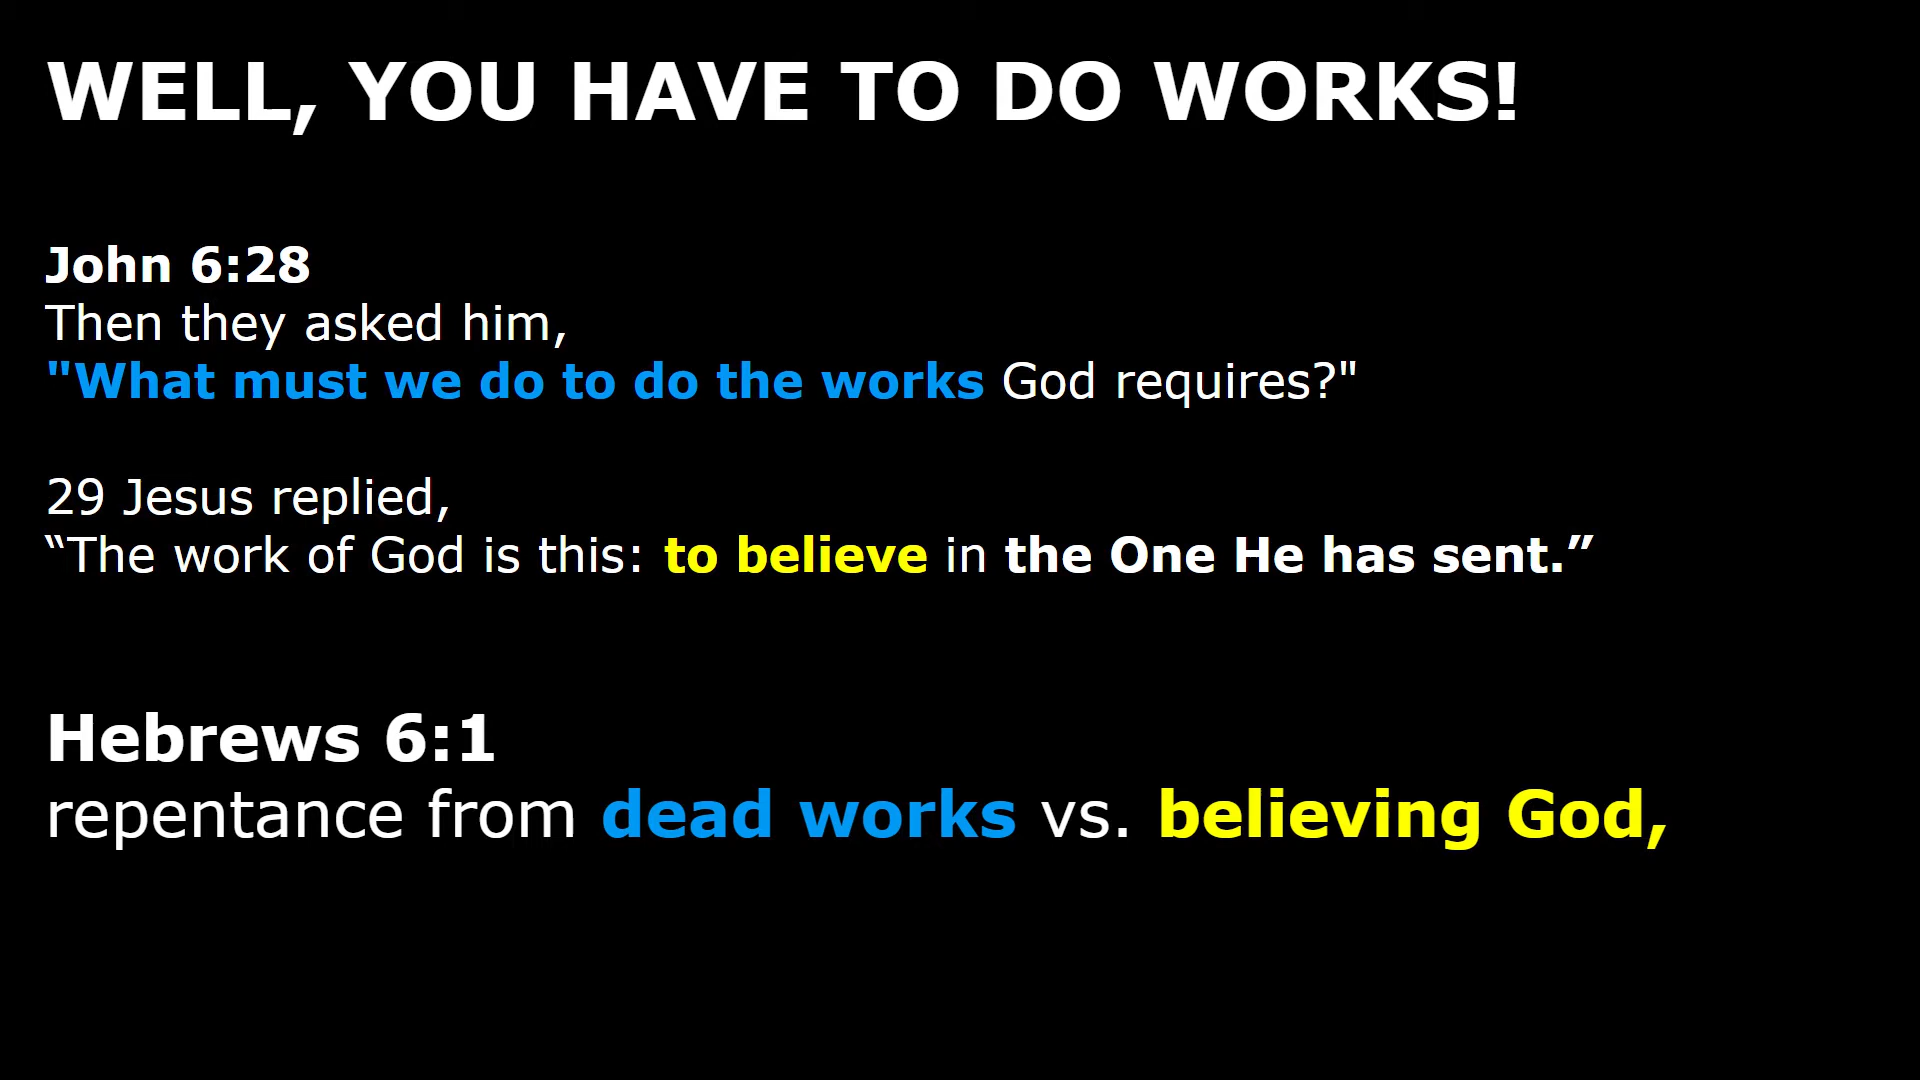 WELL, YOU HAVE TO DO WORKS!
John 6:28
Then they asked him,
"What must we do to do the works God requires?"
29 Jesus replied,
“The work of God is this: to believe in the One He has sent.”
Hebrews 6:1
repentance from dead works vs. believing God,